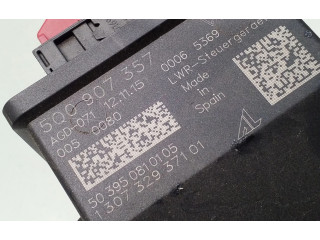 5Q0 907 357
AGD-071 12.11.15 0006 5369
005 0080 LWR-Steuergerät
Made in
Spain
50 395 081 01 05
1 307 329 371 01